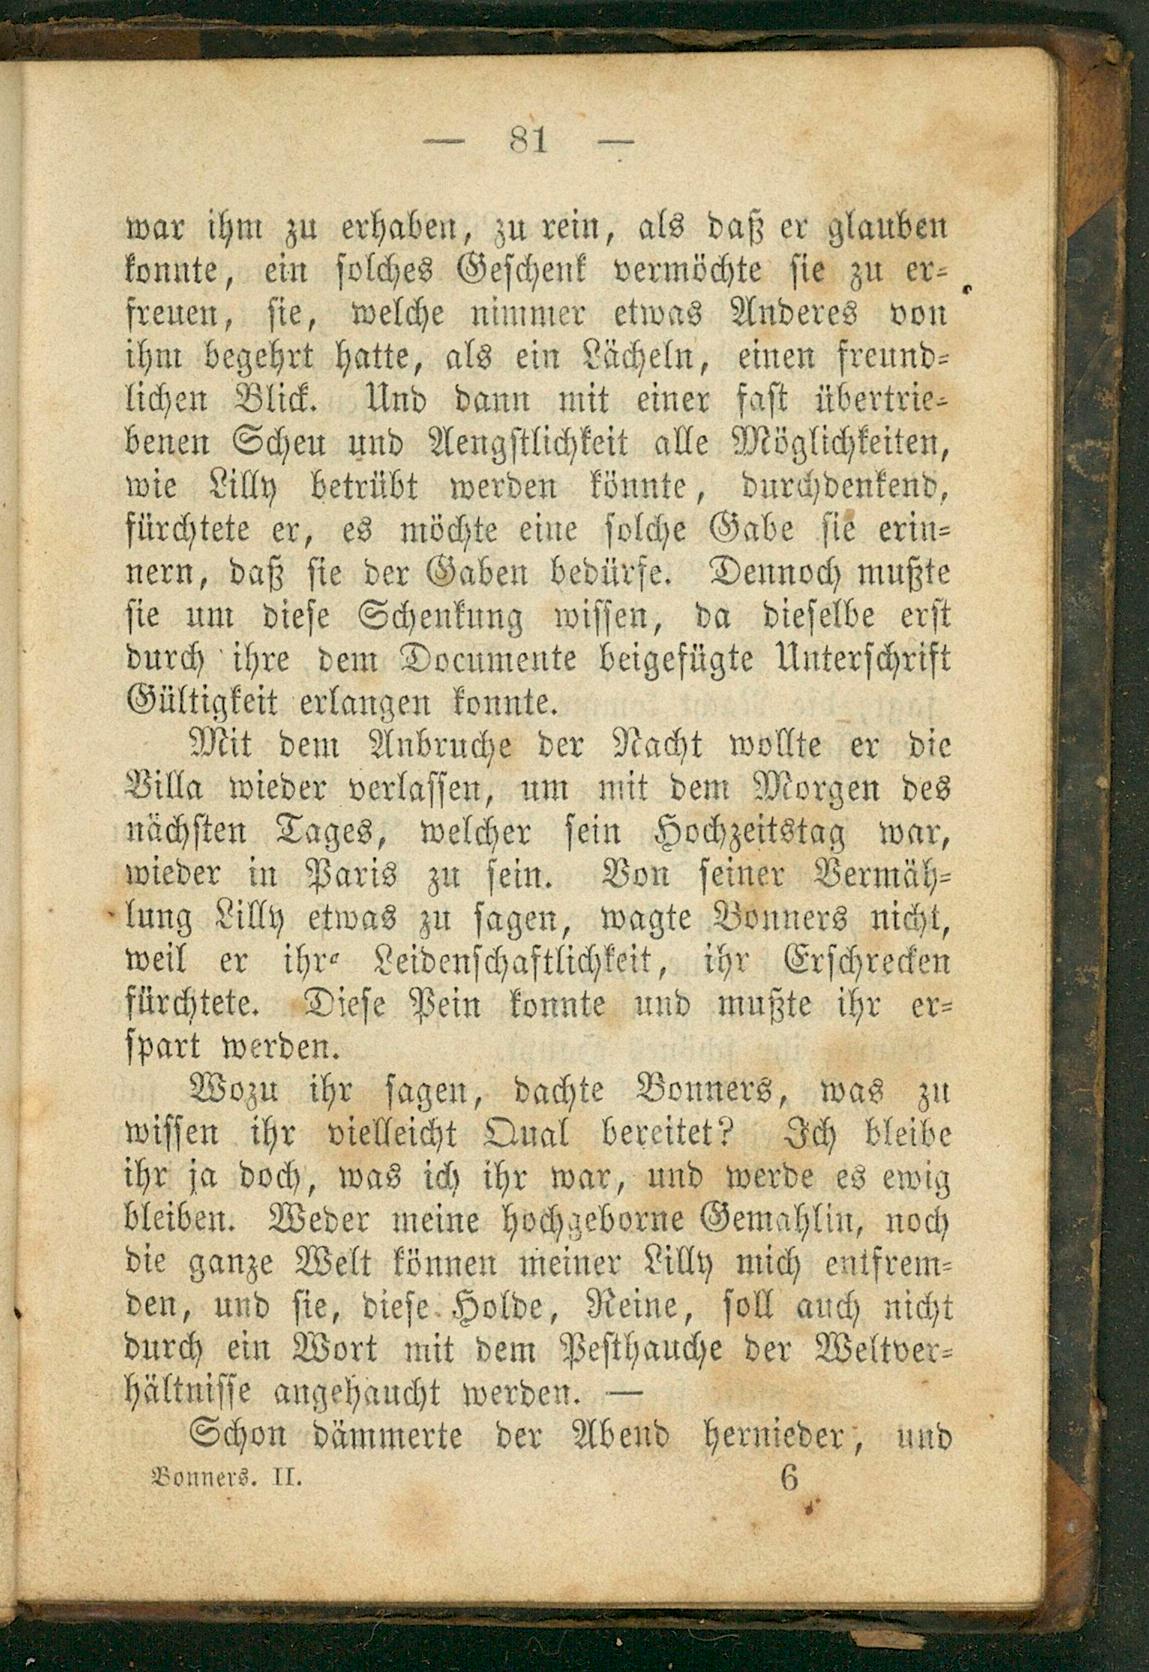 — 81 —
war ihm zu erhaben, zu rein, als daß er glauben
konnte, ein solches Geschenk vermöchte sie zu er-
freuen, sie, welche nimmer etwas Anderes von
ihm begehrt hatte, als ein Lächeln, einen freund-
lichen Blick. Und dann mit einer fast übertrie-
benen Scheu und Aengstlichkeit alle Möglichkeiten,
wie Lilly betrübt werden könnte, durchdenkend,
fürchtete er, es möchte eine solche Gabe sie erin-
nern, daß sie der Gaben bedürfe. Dennoch mußte
sie um diese Schenkung wissen, da dieselbe erst
durch ihre dem Documente beigefügte Unterschrift
Gültigkeit erlangen konnte.
Mit dem Anbruche der Nacht wollte er die
Villa wieder verlassen, um mit dem Morgen des
nächsten Tages, welcher sein Hochzeitstag war,
wieder in Paris zu sein. Von seiner Vermäh-
lung Lilly etwas zu sagen, wagte Bonners nicht,
weil er ihre Leidenschaftlichkeit, ihr Erschrecken
fürchtete. Diese Pein konnte und mußte ihr er-
spart werden.
Wozu ihr sagen, dachte Bonners, was zu
wissen ihr vielleicht Qual bereitet? Ich bleibe
ihr ja doch, was ich ihr war, und werde es ewig
bleiben. Weder meine hochgeborne Gemahlin, noch
die ganze Welt können meiner Lilly mich entfrem-
den, und sie, diese Holde, Reine, soll auch nicht
durch ein Wort mit dem Pesthauche der Weltver-
hältnisse angehaucht werden. —
Schon dämmerte der Abend hernieder, und
Bonners. II. 6